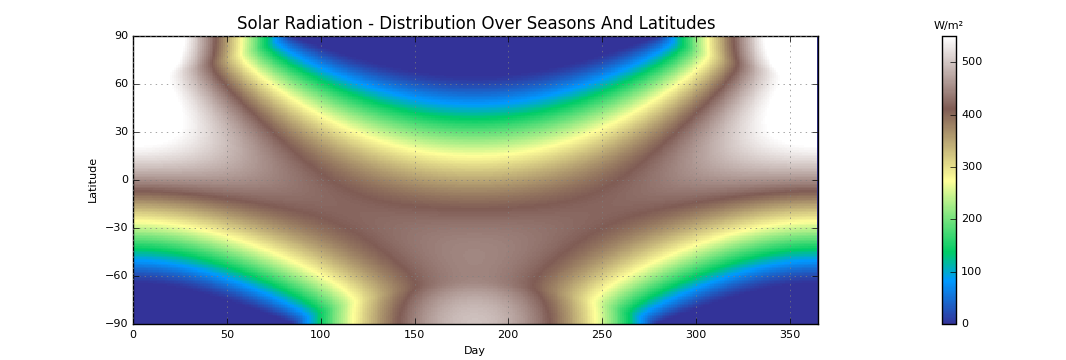 Solar Radiation - Distribution Over Seasons And Latitudes
W/m²
90
60
30
0
−30
−60
−90
Latitude
0 50 100 150 200 250 300 350
Day
500
400
300
200
100
0